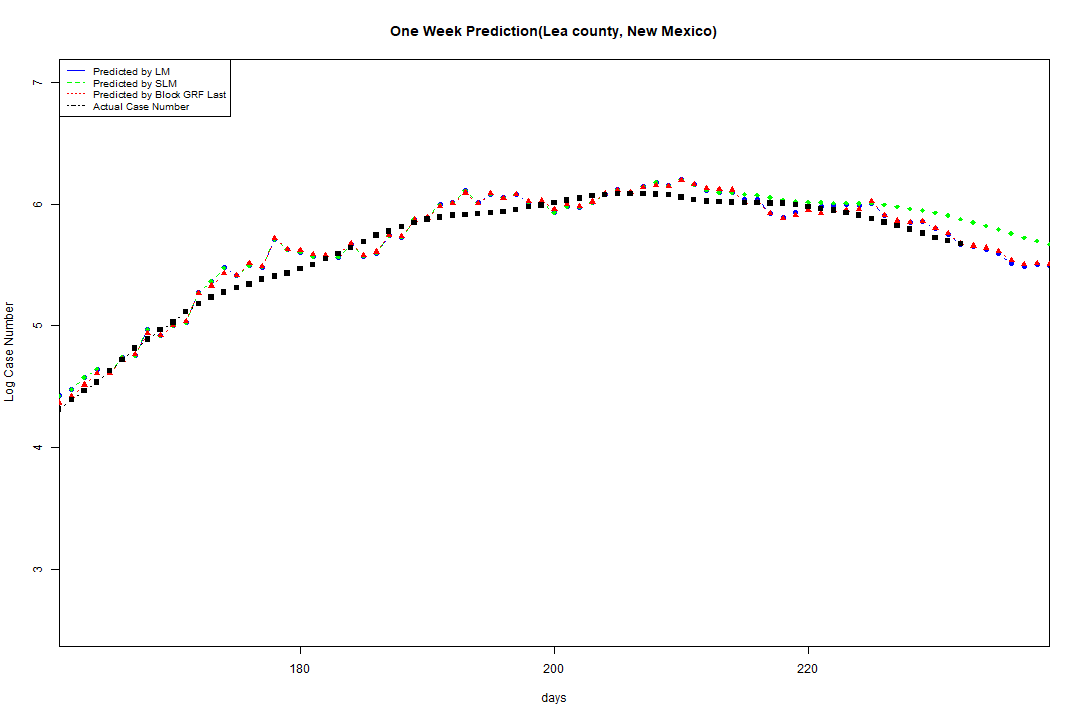 One Week Prediction(Lea county, New Mexico)
Predicted by LM
Predicted by SLM
Predicted by Block GRF Last
Actual Case Number
7
6
5
4
3
Log Case Number
180
200
220
days